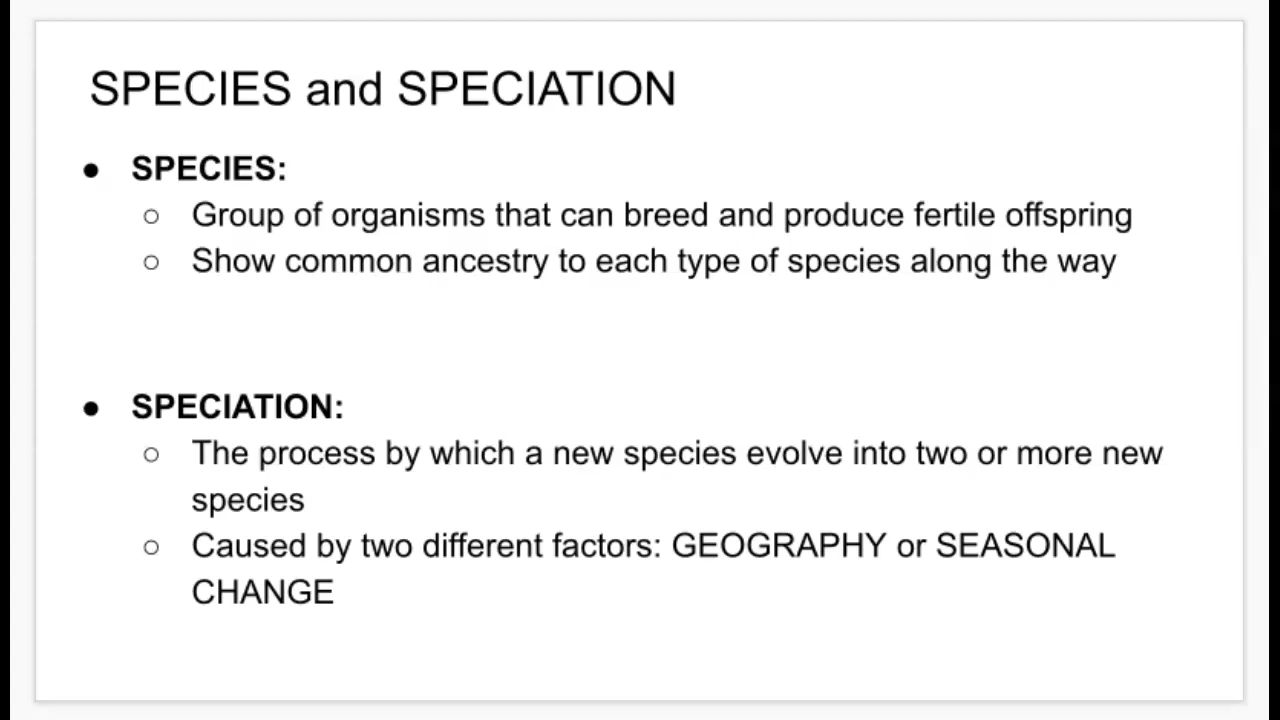 SPECIES and SPECIATION
● SPECIES:
○ Group of organisms that can breed and produce fertile offspring
○ Show common ancestry to each type of species along the way
● SPECIATION:
○ The process by which a new species evolve into two or more new
species
○ Caused by two different factors: GEOGRAPHY or SEASONAL
CHANGE